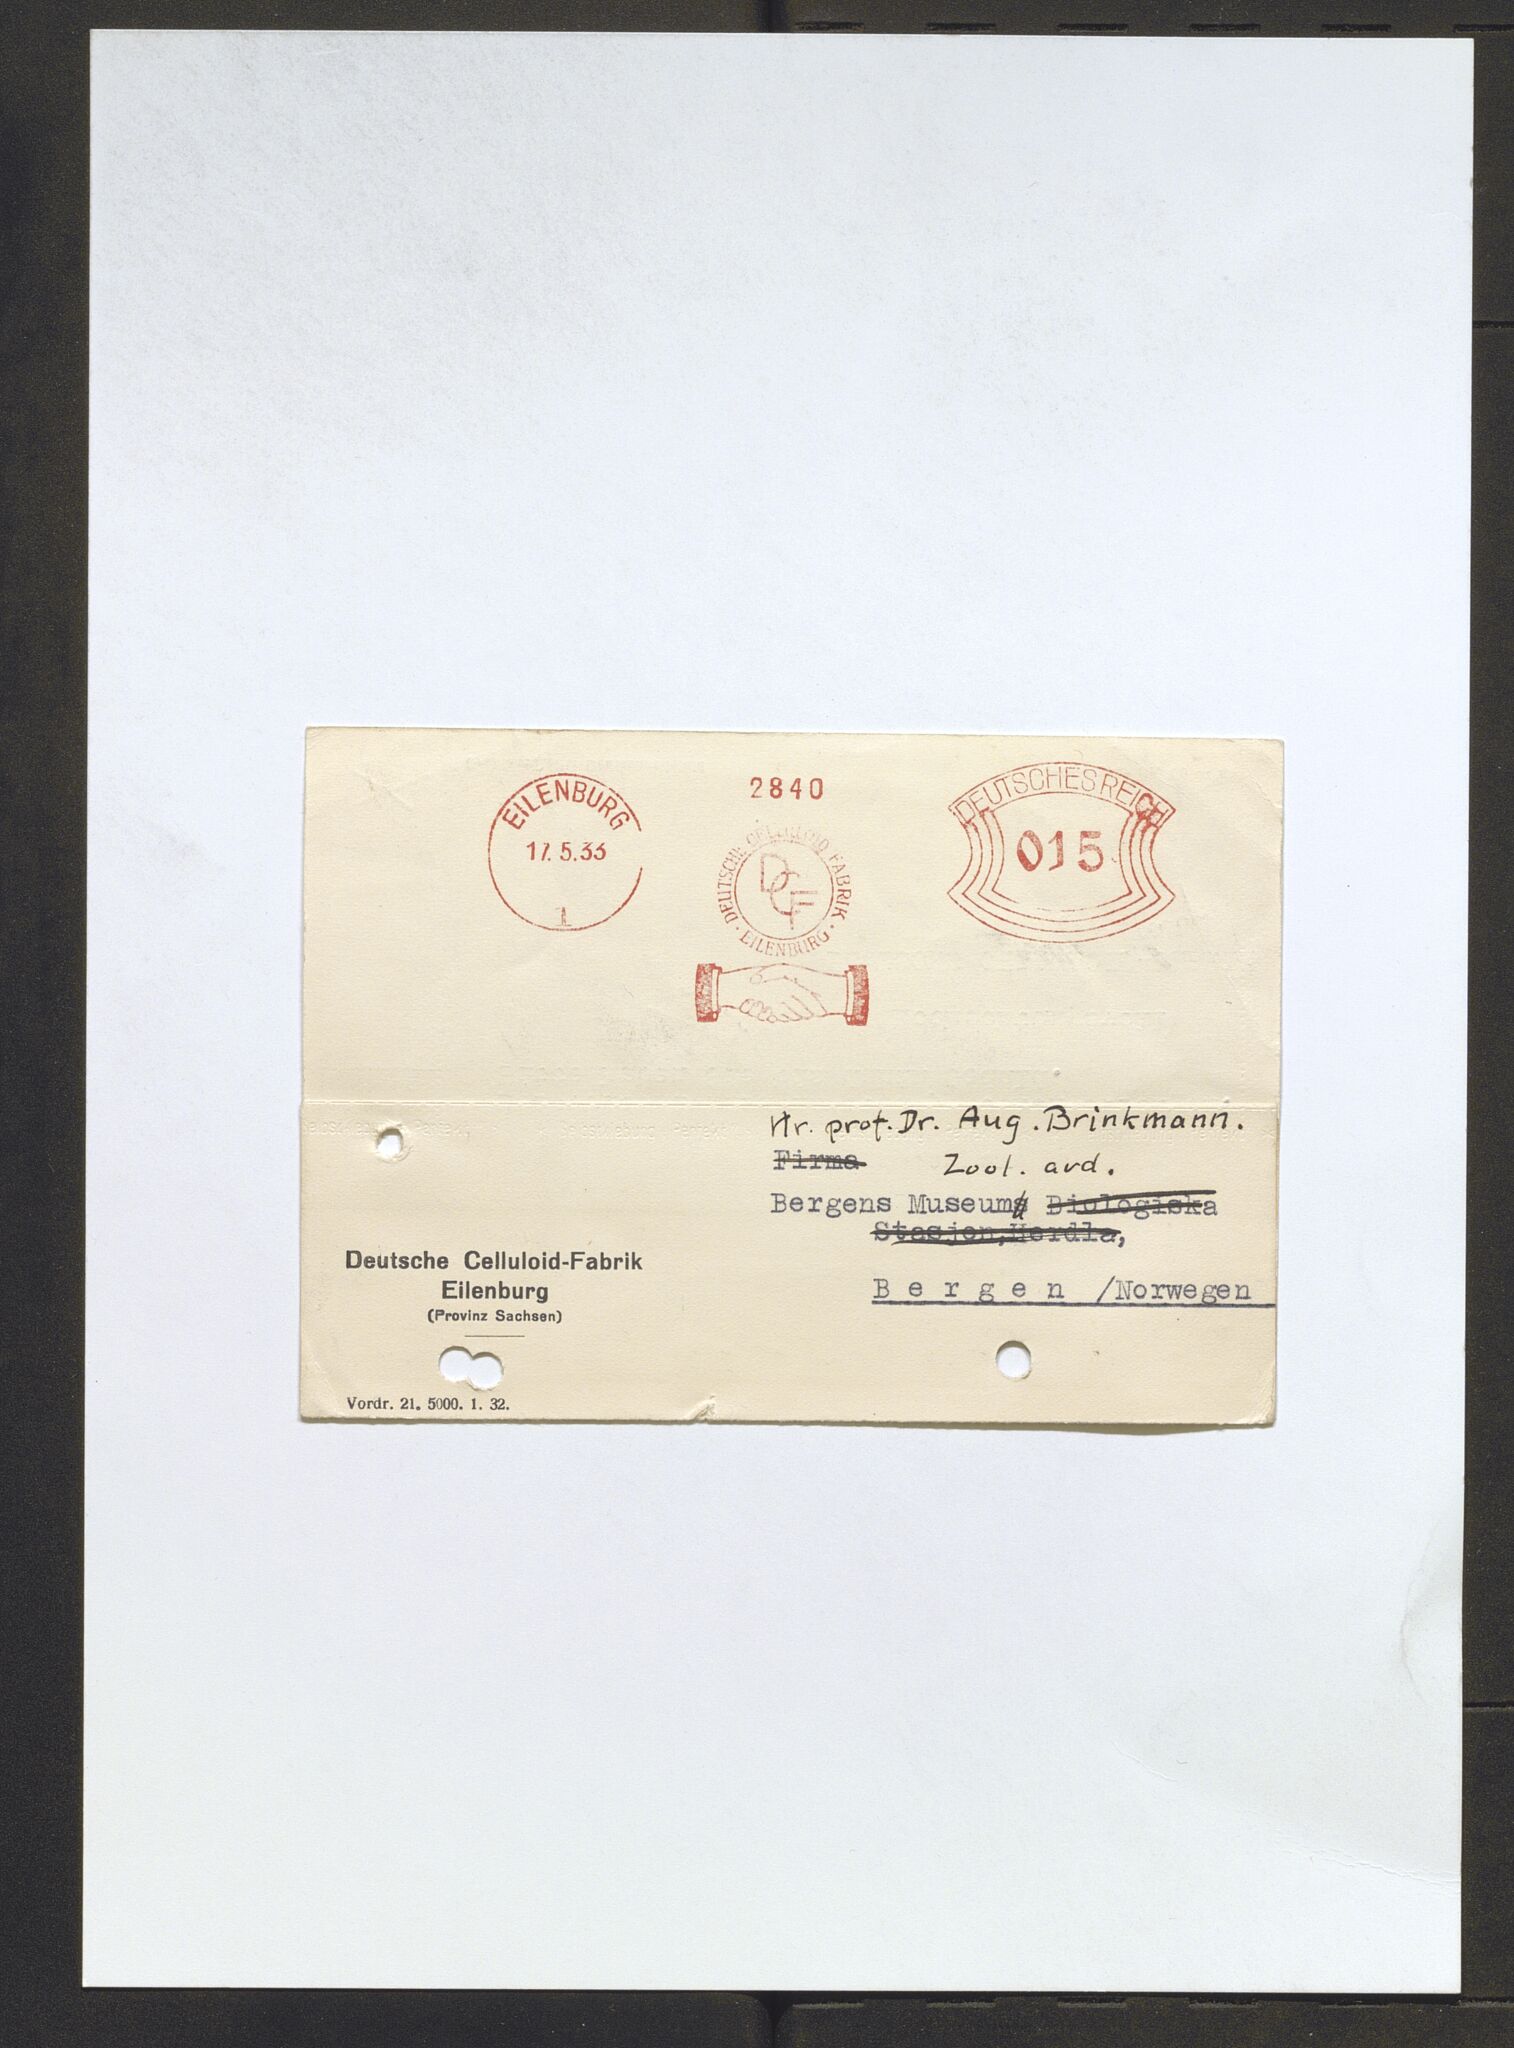 EILENBURG
17.5.33
1
2840
DEUTSCHE CELLULOID FABRIK
DCF
· EILENBURG ·
DEUTSCHES REICH
015
Hr. prof. Dr. Aug. Brinkmann.
Firma Zool. avd.
Bergens Museums Biologiska
Stasjon, Herdla,
Bergen /Norwegen
Deutsche Celluloid-Fabrik
Eilenburg
(Provinz Sachsen)
Vordr. 21. 5000. 1. 32.